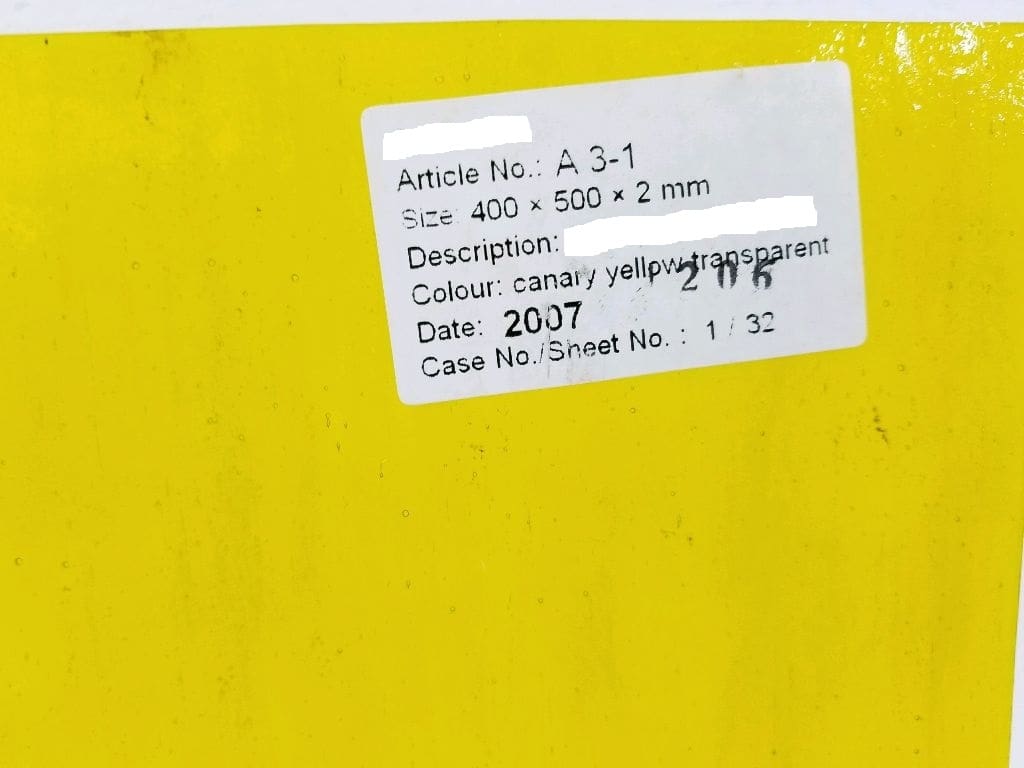 Article No.: A 3-1
Size: 400 × 500 × 2 mm
Description:
Colour: canary yellow transparent
206
Date: 2007
Case No./Sheet No. : 1 / 32